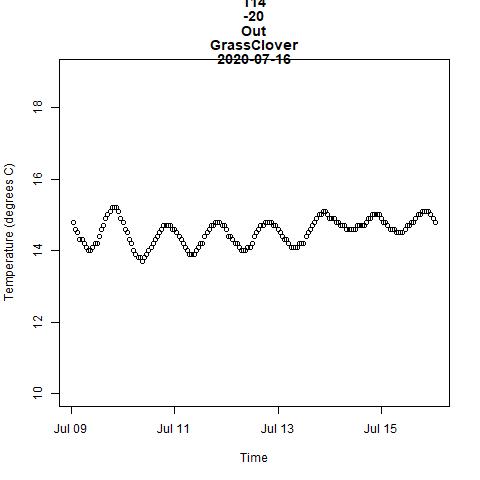 -20
Out
GrassClover
2020-07-16
Temperature (degrees C)
18
16
14
12
10
Jul 09
Jul 11
Jul 13
Jul 15
Time